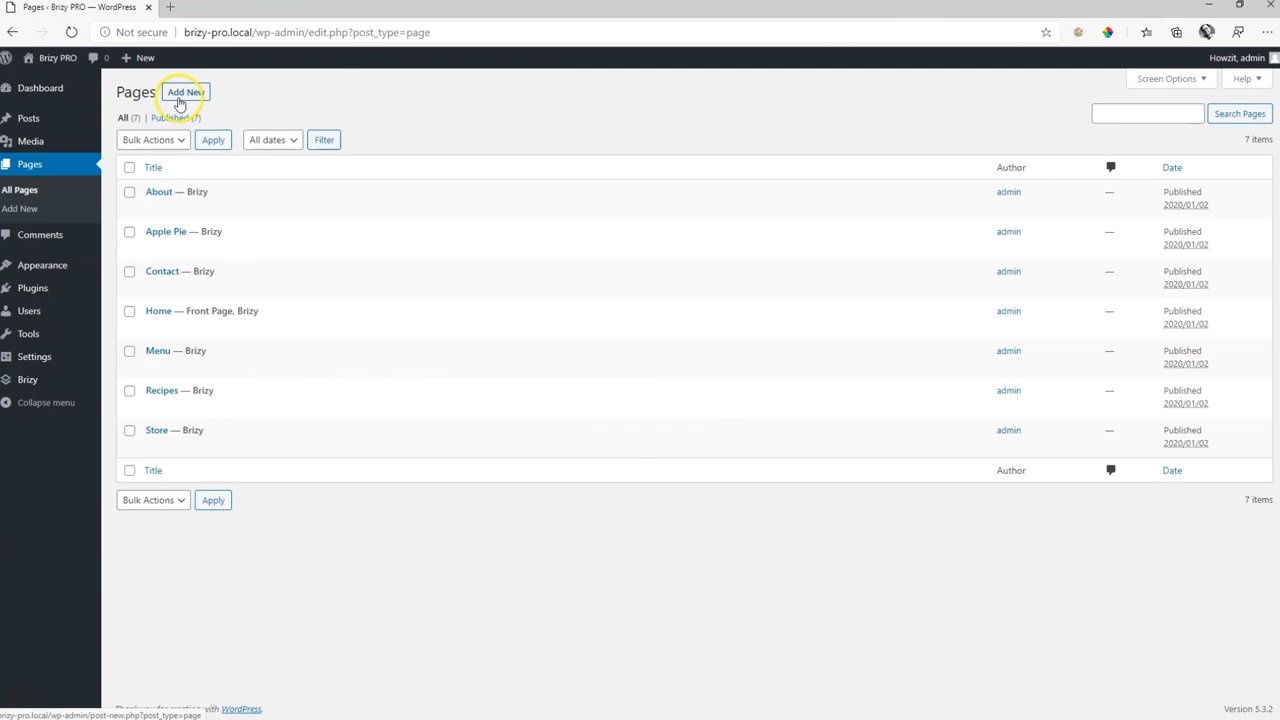 Pages ‹ Brizy PRO — WordPress
Not secure brizy-pro.local/wp-admin/edit.php?post_type=page
Brizy PRO 0 New Howzit, admin
Screen Options Help
Dashboard
Posts
Media
Pages
All Pages
Add New
Comments
Appearance
Plugins
Users
Tools
Settings
Brizy
Collapse menu
Pages Add New
All (7) Published (7)
Search Pages
Bulk Actions Apply All dates Filter 7 items
Title Author Date
About — Brizy admin — Published
2020/01/02
Apple Pie — Brizy admin — Published
2020/01/02
Contact — Brizy admin — Published
2020/01/02
Home — Front Page, Brizy admin — Published
2020/01/02
Menu — Brizy admin — Published
2020/01/02
Recipes — Brizy admin — Published
2020/01/02
Store — Brizy admin — Published
2020/01/02
Title Author Date
Bulk Actions Apply 7 items
Thank you for creating with WordPress. Version 5.3.2
brizy-pro.local/wp-admin/post-new.php?post_type=page